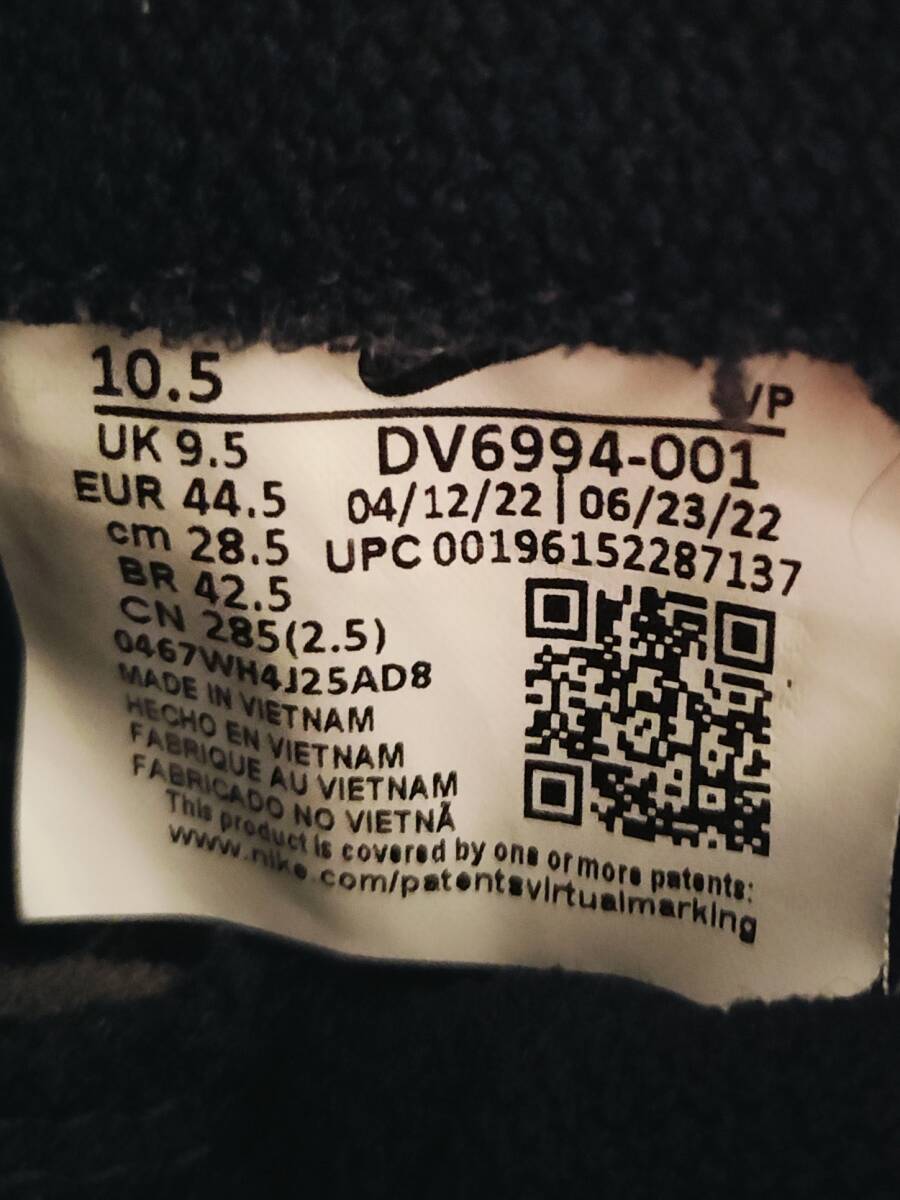 10.5
VP
UK 9.5
DV6994-001
EUR 44.5
04/12/22 | 06/23/22
cm 28.5
UPC 00196152287137
BR 42.5
CN 285(2.5)
0467WH4J25AD8
MADE IN VIETNAM
HECHO EN VIETNAM
FABRIQUE AU VIETNAM
FABRICADO NO VIETNÃ
This product is covered by one or more patents:
www.nike.com/patentsvirtualmarking